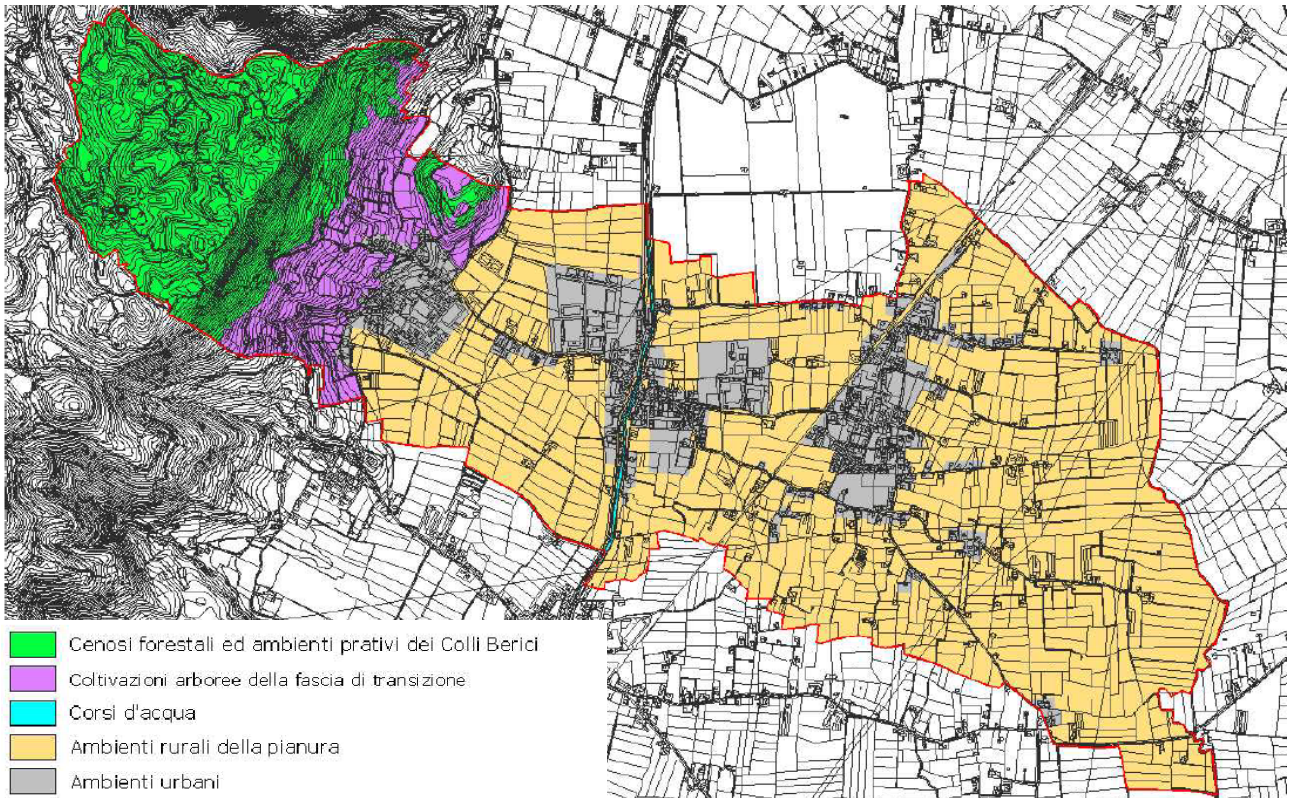 Cenosi forestali ed ambienti prativi dei Colli Berici
Coltivazioni arboree della fascia di transizione
Corsi d'acqua
Ambienti rurali della pianura
Ambienti urbani